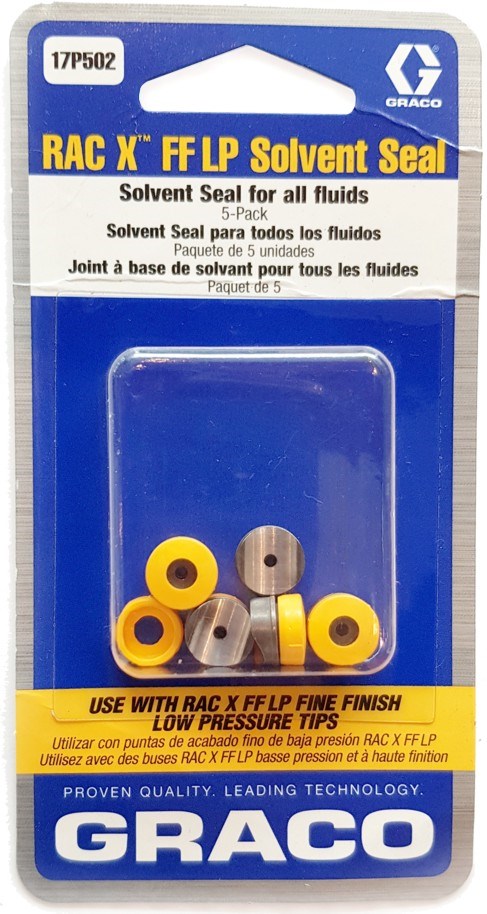 17P502
GRACO
RAC X™ FF LP Solvent Seal
Solvent Seal for all fluids
5-Pack
Solvent Seal para todos los fluidos
Paquete de 5 unidades
Joint à base de solvant pour tous les fluides
Paquet de 5
USE WITH RAC X FF LP FINE FINISH
LOW PRESSURE TIPS
Utilizar con puntas de acabado fino de baja presión RAC X FF LP
Utilisez avec des buses RAC X FF LP basse pression et à haute finition
PROVEN QUALITY. LEADING TECHNOLOGY.
GRACO